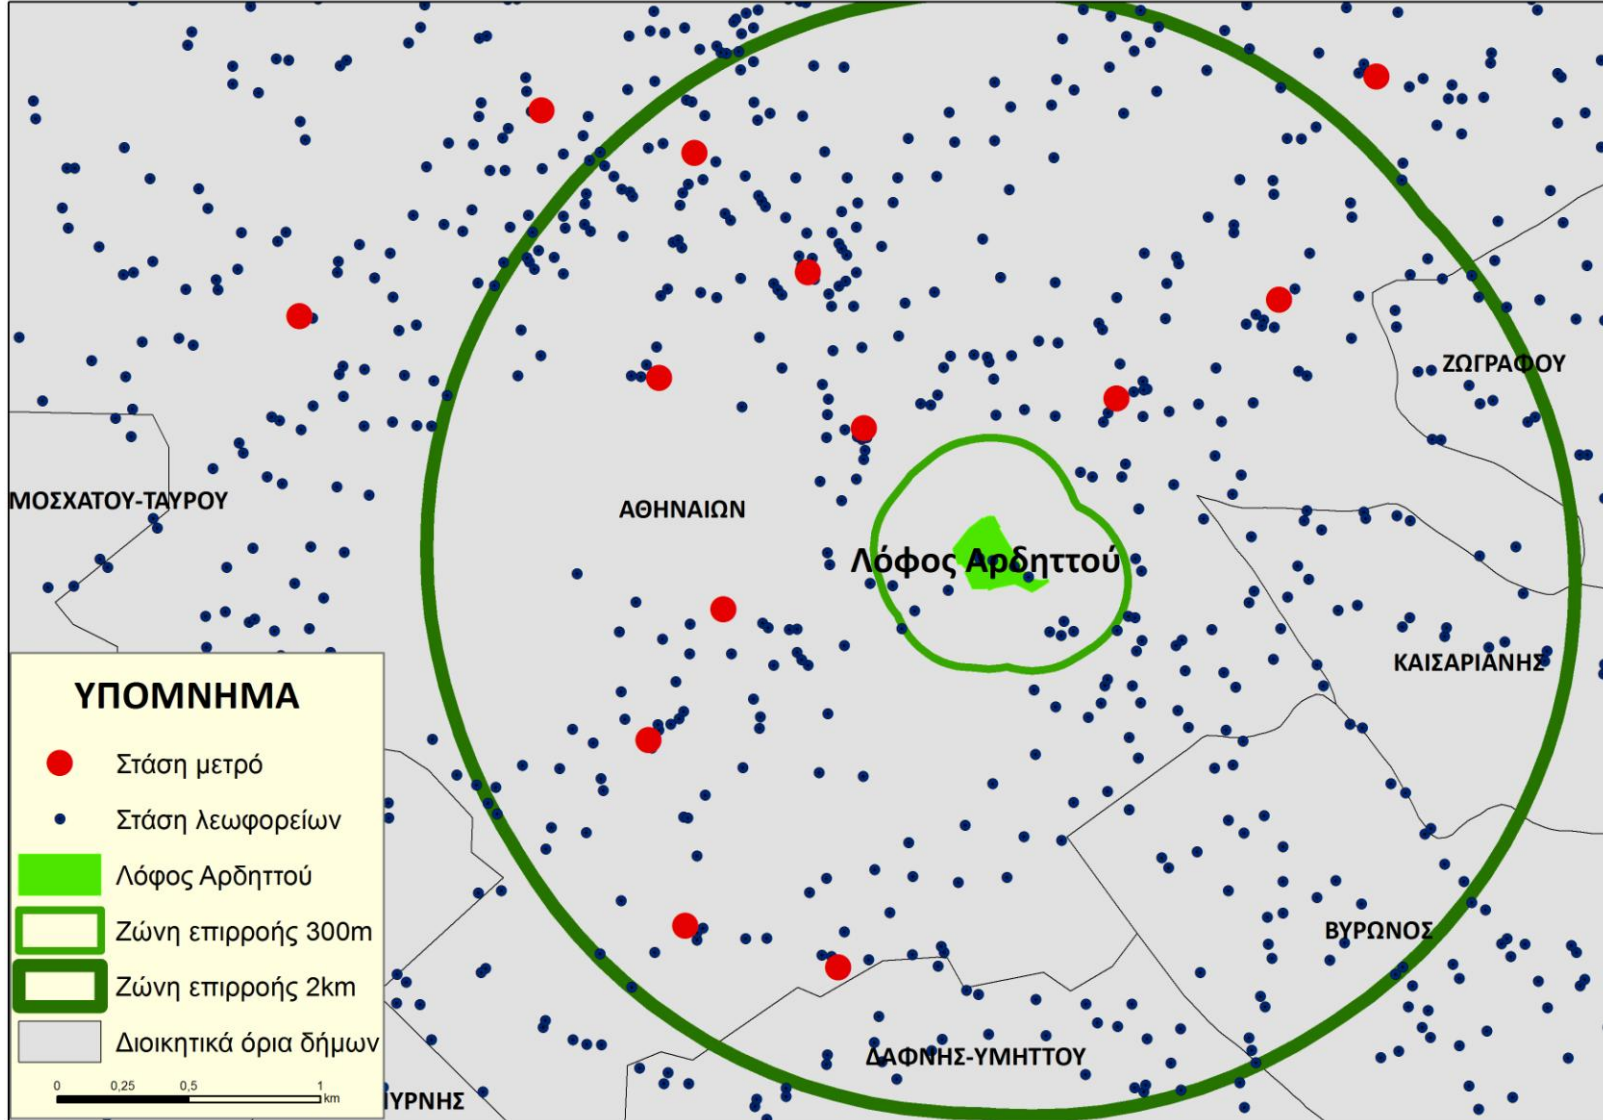 ΖΩΓΡΑΦΟΥ
ΜΟΣΧΑΤΟΥ-ΤΑΥΡΟΥ
ΑΘΗΝΑΙΩΝ
Λόφος Αρδηττού
ΚΑΙΣΑΡΙΑΝΗΣ
ΒΥΡΩΝΟΣ
ΔΑΦΝΗΣ-ΥΜΗΤΤΟΥ
ΥΠΟΜΝΗΜΑ
Στάση μετρό
Στάση λεωφορείων
Λόφος Αρδηττού
Ζώνη επιρροής 300m
Ζώνη επιρροής 2km
Διοικητικά όρια δήμων
0 0,25 0,5 1
km
ΥΡΝΗΣ